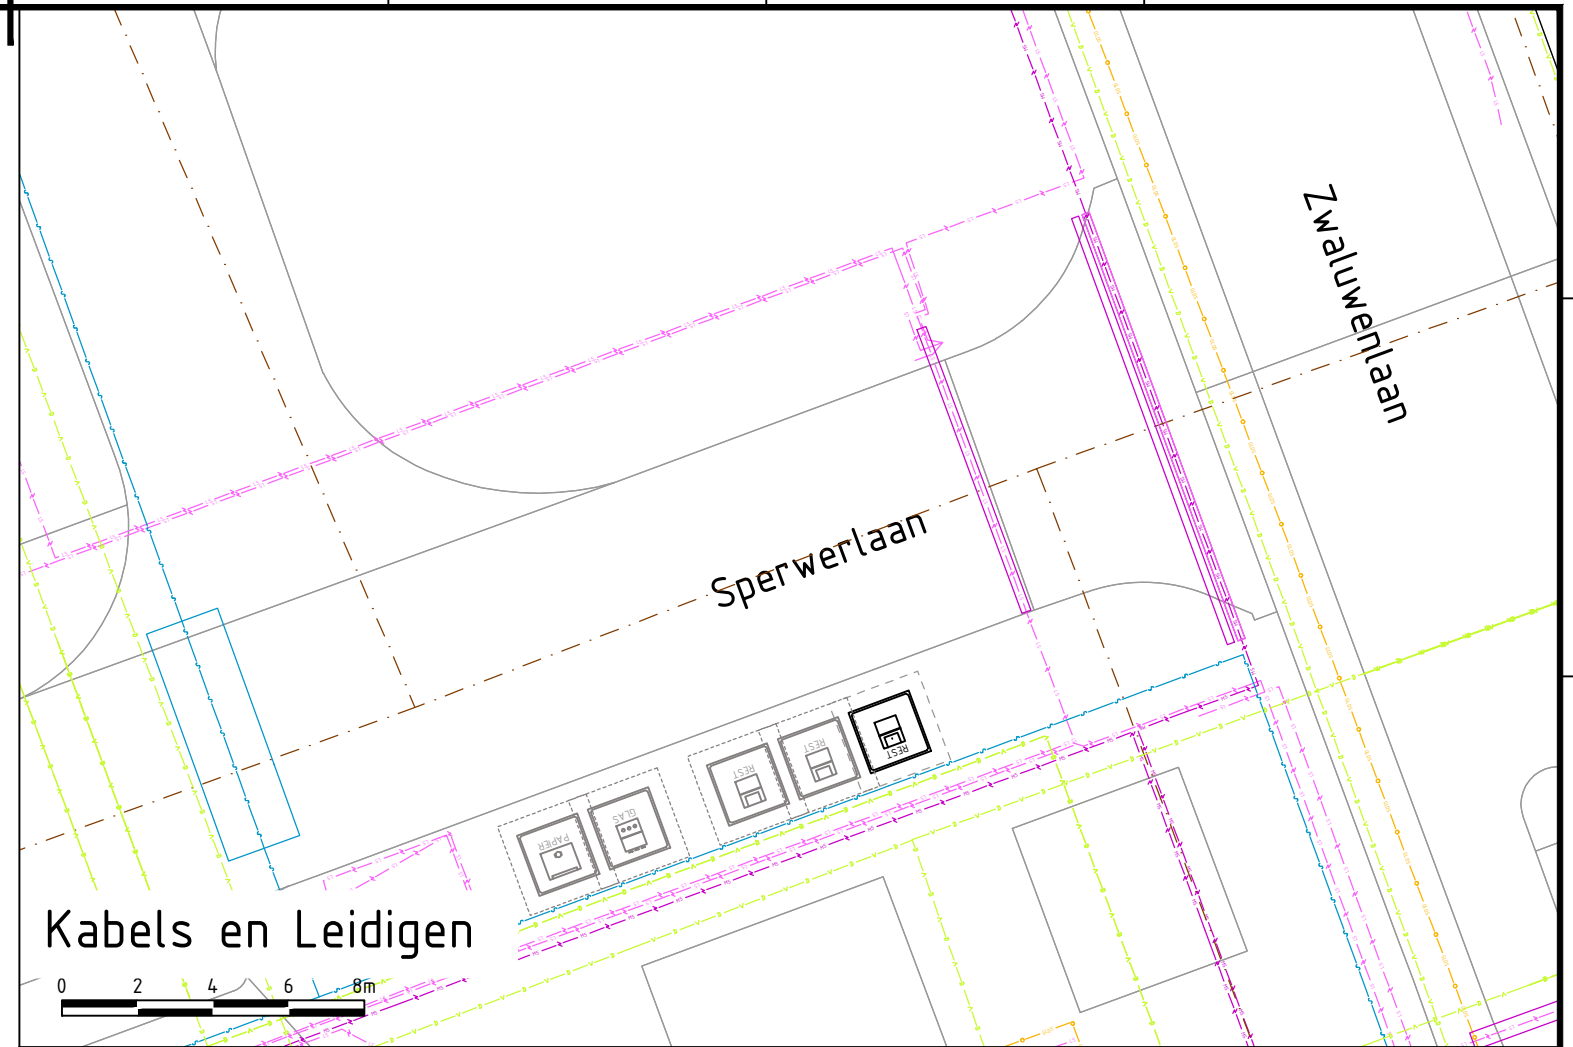 Zwaluwenlaan
Sperwerlaan
REST
REST
REST
GLAS
PAPIER
Kabels en Leidigen
0 2 4 6 8m